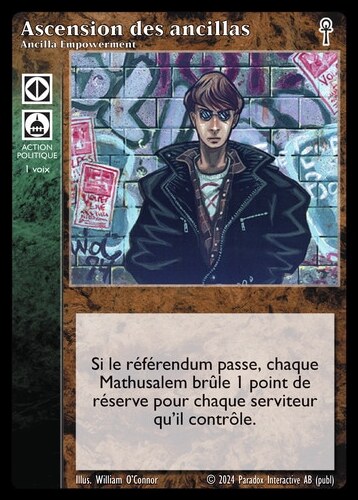 Ascension des ancillas
Ancilla Empowerment
ACTION
POLITIQUE
1 voix
Si le référendum passe, chaque
Mathusalem brûle 1 point de
réserve pour chaque serviteur
qu'il contrôle.
Illus. William O'Connor © 2024 Paradox Interactive AB (publ)